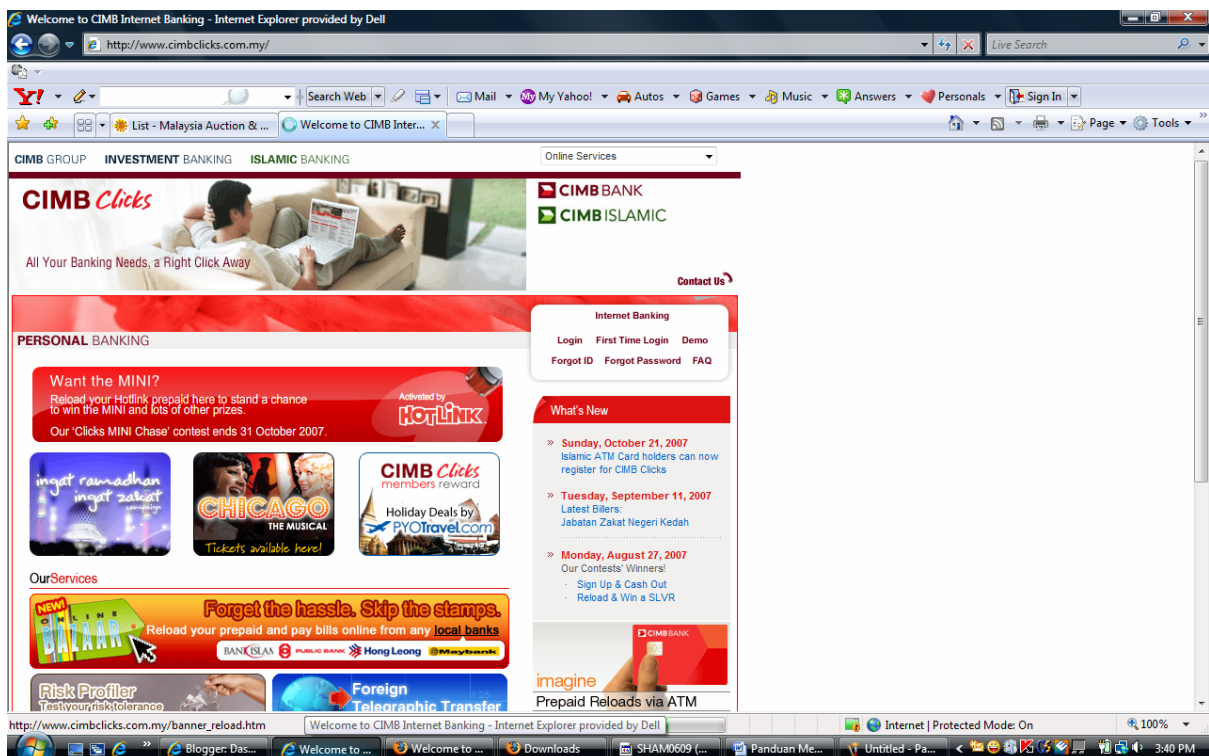 Welcome to CIMB Internet Banking - Internet Explorer provided by Dell
http://www.cimbclicks.com.my/
Live Search
Y! Search Web Mail My Yahoo! Autos Games Music Answers Personals Sign In
List - Malaysia Auction & ... Welcome to CIMB Inter... Page Tools
CIMB GROUP INVESTMENT BANKING ISLAMIC BANKING Online Services
CIMB Clicks
All Your Banking Needs, a Right Click Away
CIMB BANK
CIMB ISLAMIC
Contact Us
PERSONAL BANKING
Internet Banking
Login First Time Login Demo
Forgot ID Forgot Password FAQ
Want the MINI?
Reload your Hotlink prepaid here to stand a chance
to win the MINI and lots of other prizes.
Our 'Clicks MINI Chase' contest ends 31 October 2007.
Activated by
HOTLINK
ingat ramadhan
ingat zakat
campaign
CHICAGO
THE MUSICAL
Tickets available here!
CIMB Clicks
members reward
Holiday Deals by
PYOTravel.com
What's New
» Sunday, October 21, 2007
Islamic ATM Card holders can now
register for CIMB Clicks
» Tuesday, September 11, 2007
Latest Billers:
Jabatan Zakat Negeri Kedah
» Monday, August 27, 2007
Our Contests' Winners!
· Sign Up & Cash Out
· Reload & Win a SLVR
OurServices
NEW!
ONLINE
BAZAAR
Forget the hassle. Skip the stamps.
Reload your prepaid and pay bills online from any local banks
BANK ISLAM PUBLIC BANK Hong Leong Maybank
Risk Profiler
Test your risk tolerance
Foreign
Telegraphic Transfer
CIMB BANK
imagine
Prepaid Reloads via ATM
http://www.cimbclicks.com.my/banner_reload.htm
Welcome to CIMB Internet Banking - Internet Explorer provided by Dell
Internet | Protected Mode: On 100%
Blogger: Das... Welcome to ... Welcome to ... Downloads SHAM0609 (... Panduan Me... Untitled - Pa... 3:40 PM